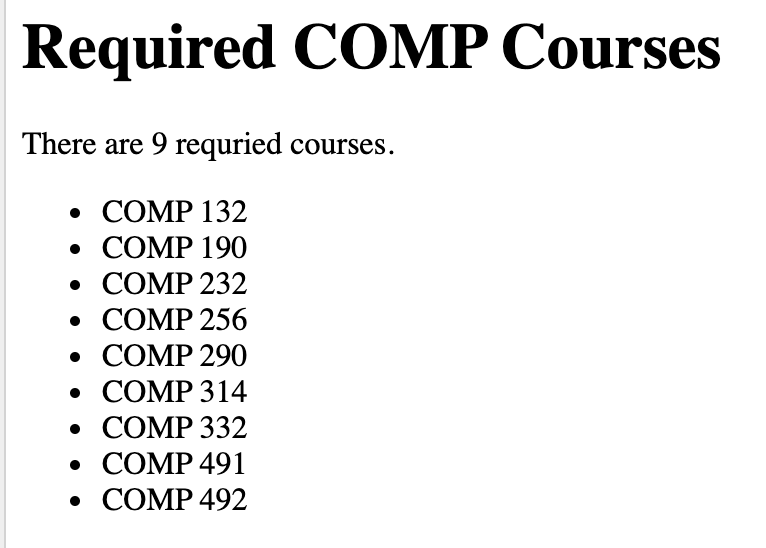 Required COMP Courses
There are 9 requried courses.
COMP 132
COMP 190
COMP 232
COMP 256
COMP 290
COMP 314
COMP 332
COMP 491
COMP 492